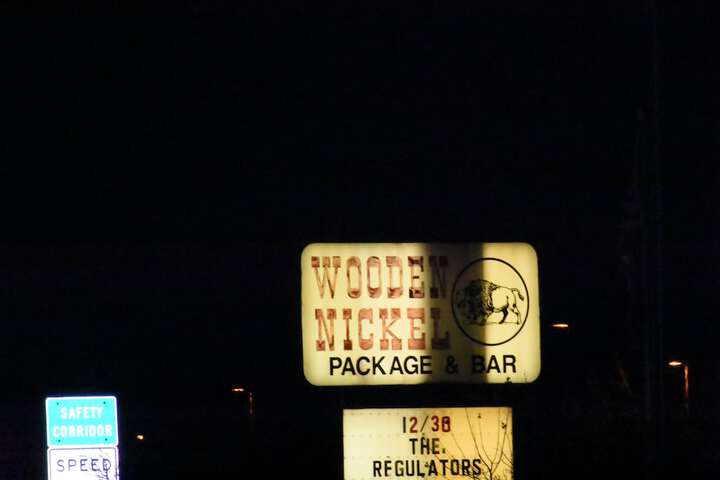 WOODEN
NICKEL
PACKAGE & BAR
12/30
THE
REGULATORS
SAFETY
CORRIDOR
SPEED